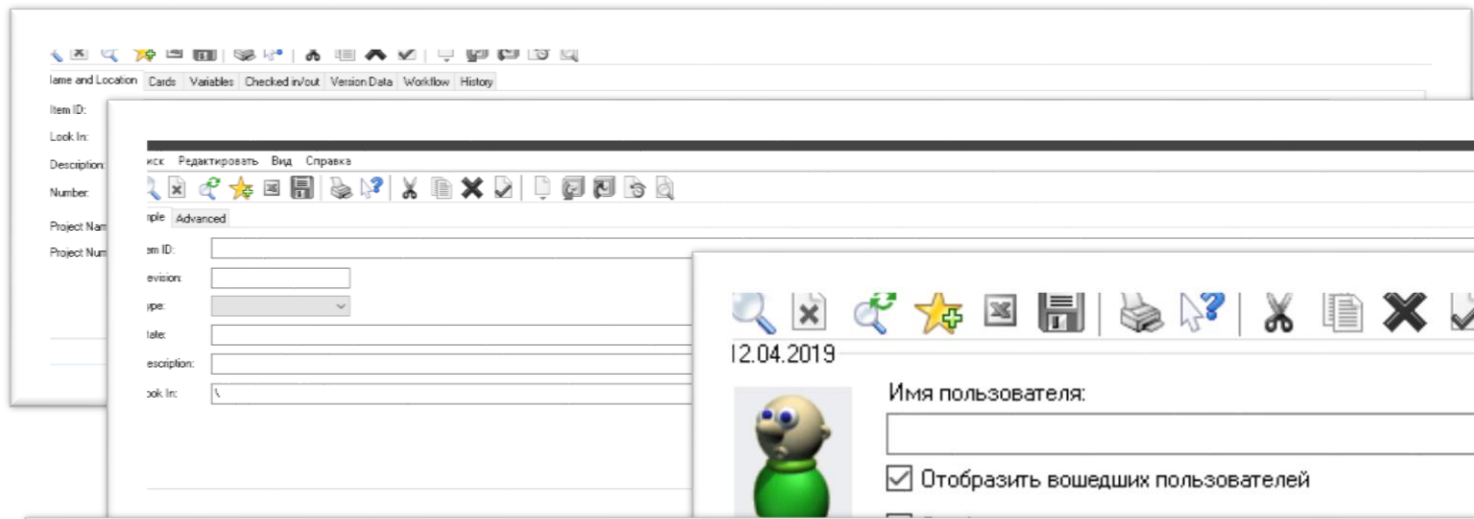 lame and Location Cards Variables Checked in/out Version Data Workflow History
Item ID:
Look In:
Description:
Number:
Project Nam
Project Num
иск Редактировать Вид Справка
nple Advanced
em ID:
evision:
ype:
tate:
escription:
ook In: \
12.04.2019
Имя пользователя:
Отобразить вошедших пользователей